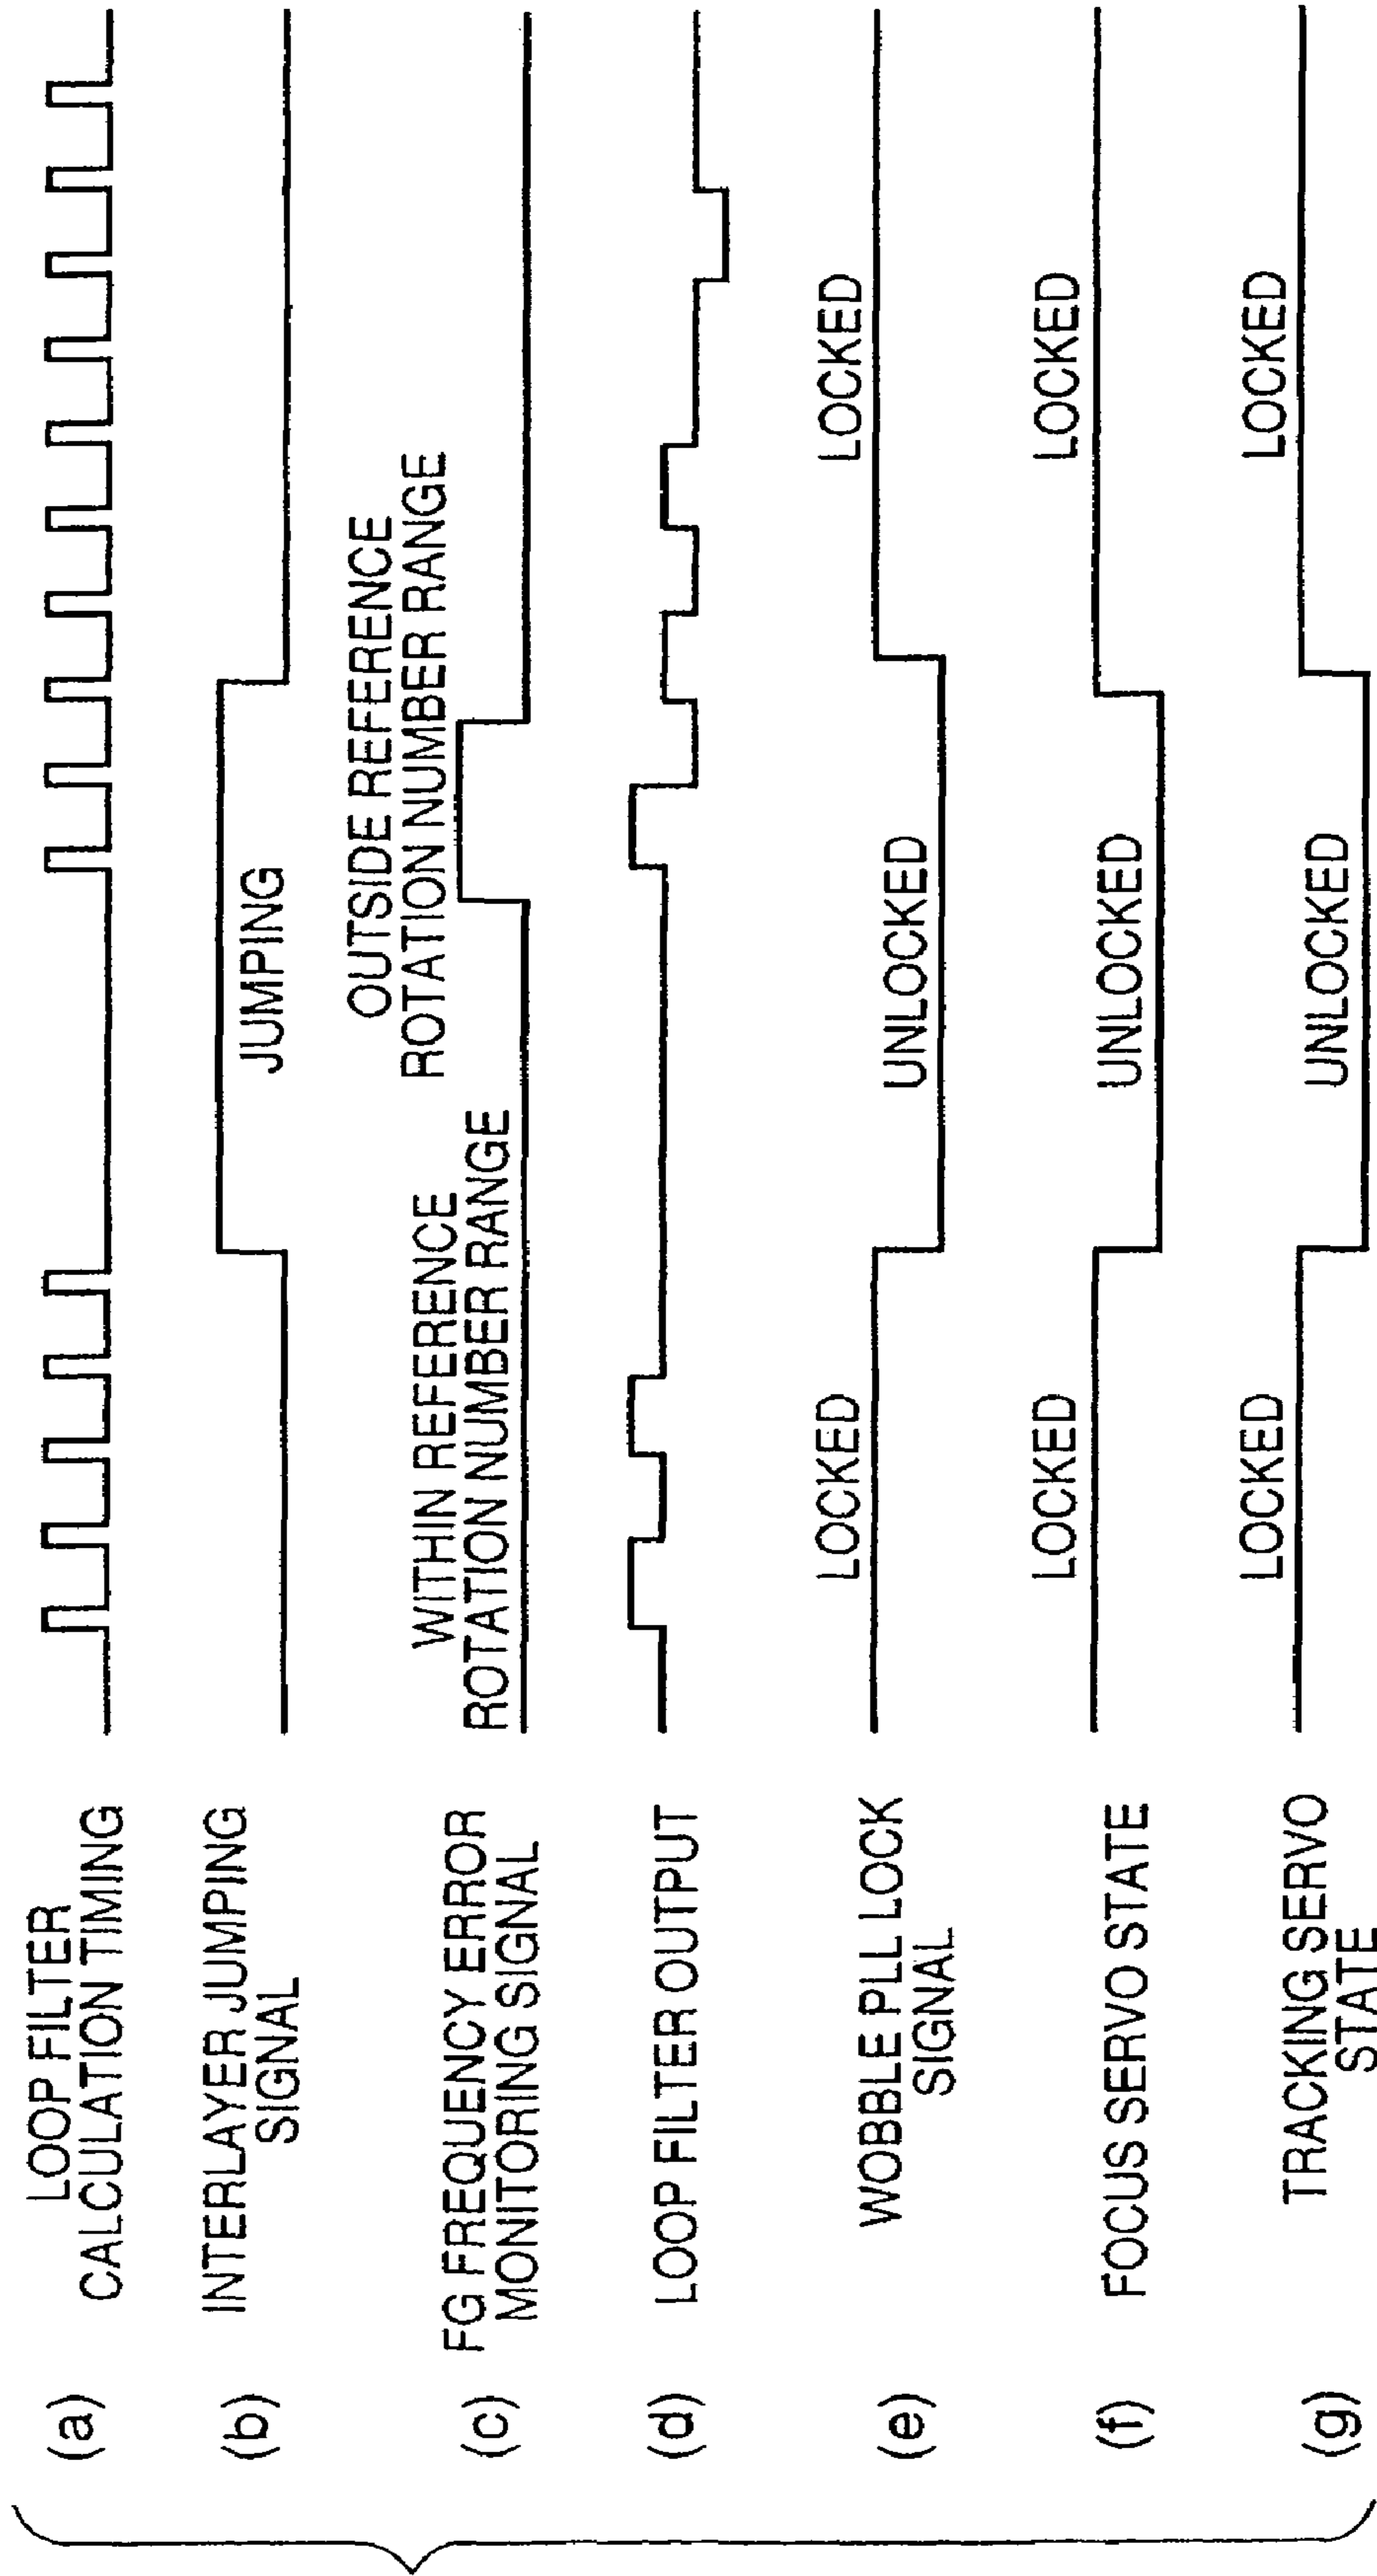 (a) LOOP FILTER
CALCULATION TIMING
(b) INTERLAYER JUMPING
SIGNAL
JUMPING
(c) FG FREQUENCY ERROR
MONITORING SIGNAL
WITHIN REFERENCE
ROTATION NUMBER RANGE
OUTSIDE REFERENCE
ROTATION NUMBER RANGE
(d) LOOP FILTER OUTPUT
(e) WOBBLE PLL LOCK
SIGNAL
LOCKED
UNLOCKED
LOCKED
(f) FOCUS SERVO STATE
LOCKED
UNLOCKED
LOCKED
(g) TRACKING SERVO
STATE
LOCKED
UNLOCKED
LOCKED